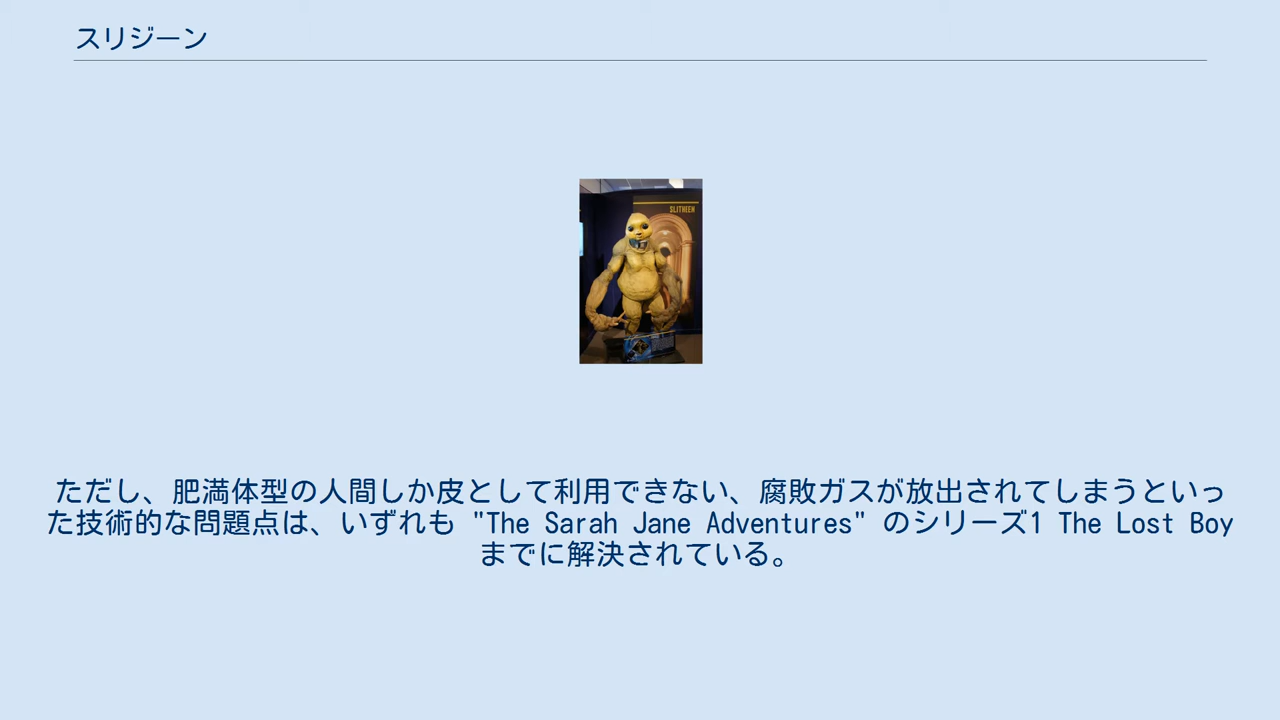 スリジーン
SLITHEEN
ただし、肥満体型の人間しか皮として利用できない、腐敗ガスが放出されてしまうといっ
た技術的な問題点は、いずれも "The Sarah Jane Adventures" のシリーズ1 The Lost Boy
までに解決されている。